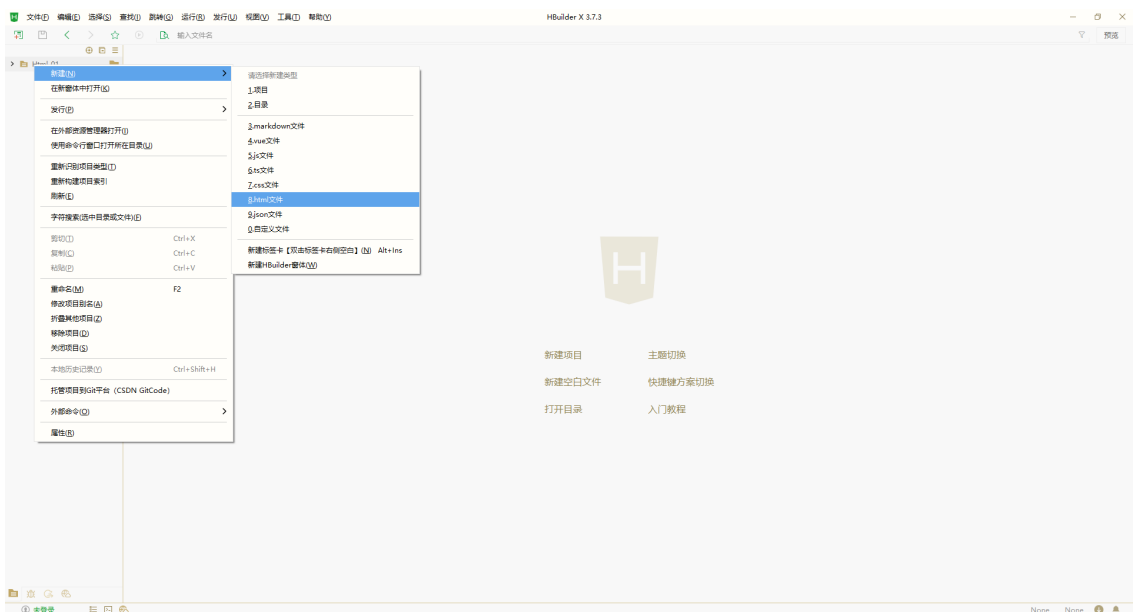 文件(F) 编辑(E) 选择(S) 查找(I) 跳转(G) 运行(R) 发行(U) 视图(V) 工具(T) 帮助(Y)
HBuilder X 3.7.3
输入文件名
预览
Html-01
新建(N)
在新窗体中打开(K)
发行(P)
在外部资源管理器打开(I)
使用命令行窗口打开所在目录(U)
重新识别项目类型(T)
重新构建项目索引
刷新(E)
字符搜索(选中目录或文件)(F)
剪切(T) Ctrl+X
复制(C) Ctrl+C
粘贴(P) Ctrl+V
重命名(M) F2
修改项目别名(A)
折叠其他项目(Z)
移除项目(D)
关闭项目(S)
本地历史记录(Y) Ctrl+Shift+H
托管项目到Git平台（CSDN GitCode）
外部命令(O)
属性(R)
请选择新建类型
1.项目
2.目录
3.markdown文件
4.vue文件
5.js文件
6.ts文件
7.css文件
8.html文件
9.json文件
0.自定义文件
新建标签卡【双击标签卡右侧空白】(N) Alt+Ins
新建HBuilder窗体(W)
H
新建项目 主题切换
新建空白文件 快捷键方案切换
打开目录 入门教程
未登录
None None